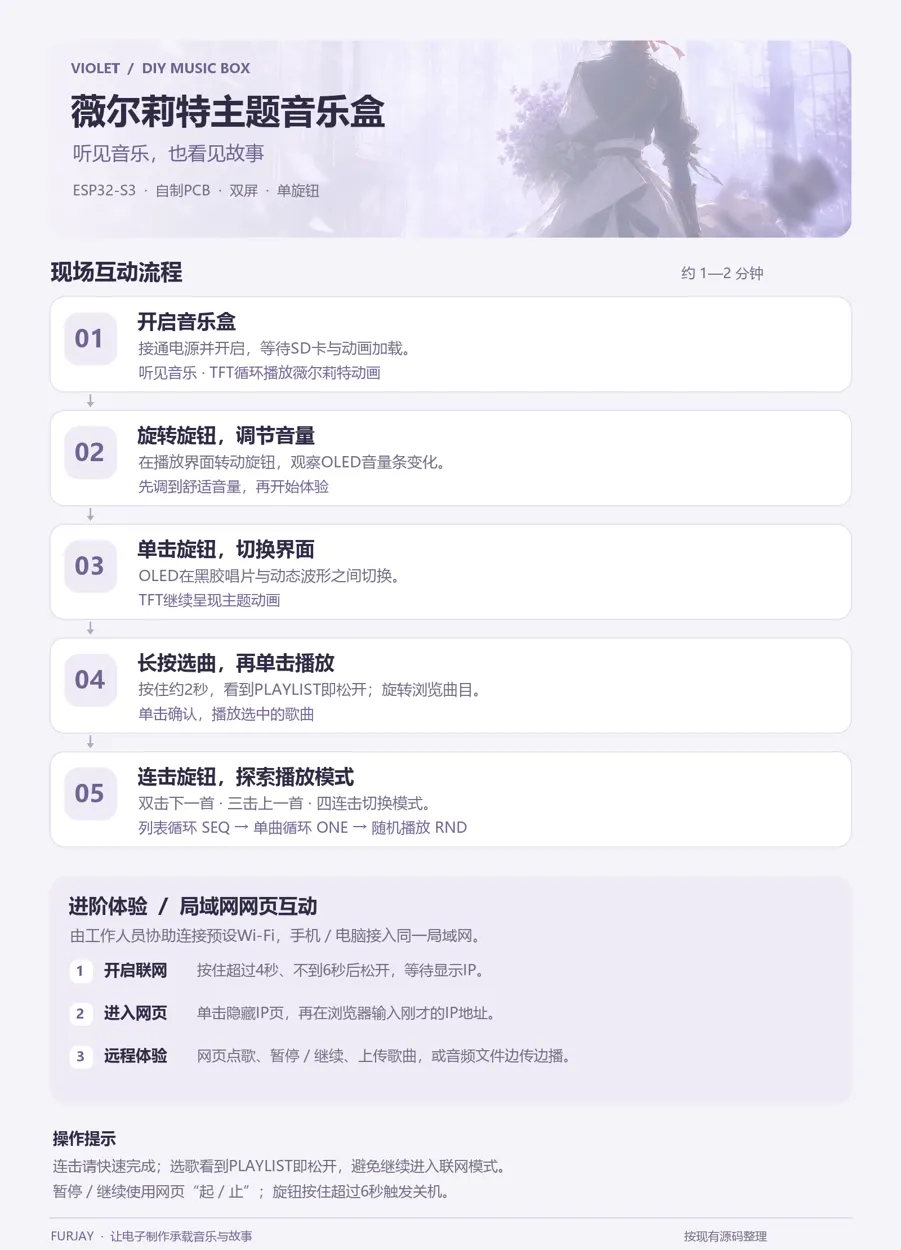 VIOLET / DIY MUSIC BOX
薇尔莉特主题音乐盒
听见音乐，也看见故事
ESP32-S3 · 自制PCB · 双屏 · 单旋钮
现场互动流程
约 1—2 分钟
01
开启音乐盒
接通电源并开启，等待SD卡与动画加载。
听见音乐 · TFT循环播放薇尔莉特动画
02
旋转旋钮，调节音量
在播放界面转动旋钮，观察OLED音量条变化。
先调到舒适音量，再开始体验
03
单击旋钮，切换界面
OLED在黑胶唱片与动态波形之间切换。
TFT继续呈现主题动画
04
长按选曲，再单击播放
按住约2秒，看到PLAYLIST即松开；旋转浏览曲目。
单击确认，播放选中的歌曲
05
连击旋钮，探索播放模式
双击下一首 · 三击上一首 · 四连击切换模式。
列表循环 SEQ → 单曲循环 ONE → 随机播放 RND
进阶体验 / 局域网网页互动
由工作人员协助连接预设Wi-Fi，手机 / 电脑接入同一局域网。
1 开启联网 按住超过4秒、不到6秒后松开，等待显示IP。
2 进入网页 单击隐藏IP页，再在浏览器输入刚才的IP地址。
3 远程体验 网页点歌、暂停 / 继续、上传歌曲，或音频文件边传边播。
操作提示
连击请快速完成；选歌看到PLAYLIST即松开，避免继续进入联网模式。
暂停 / 继续使用网页“起 / 止”；旋钮按住超过6秒触发关机。
FURJAY · 让电子制作承载音乐与故事
按现有源码整理